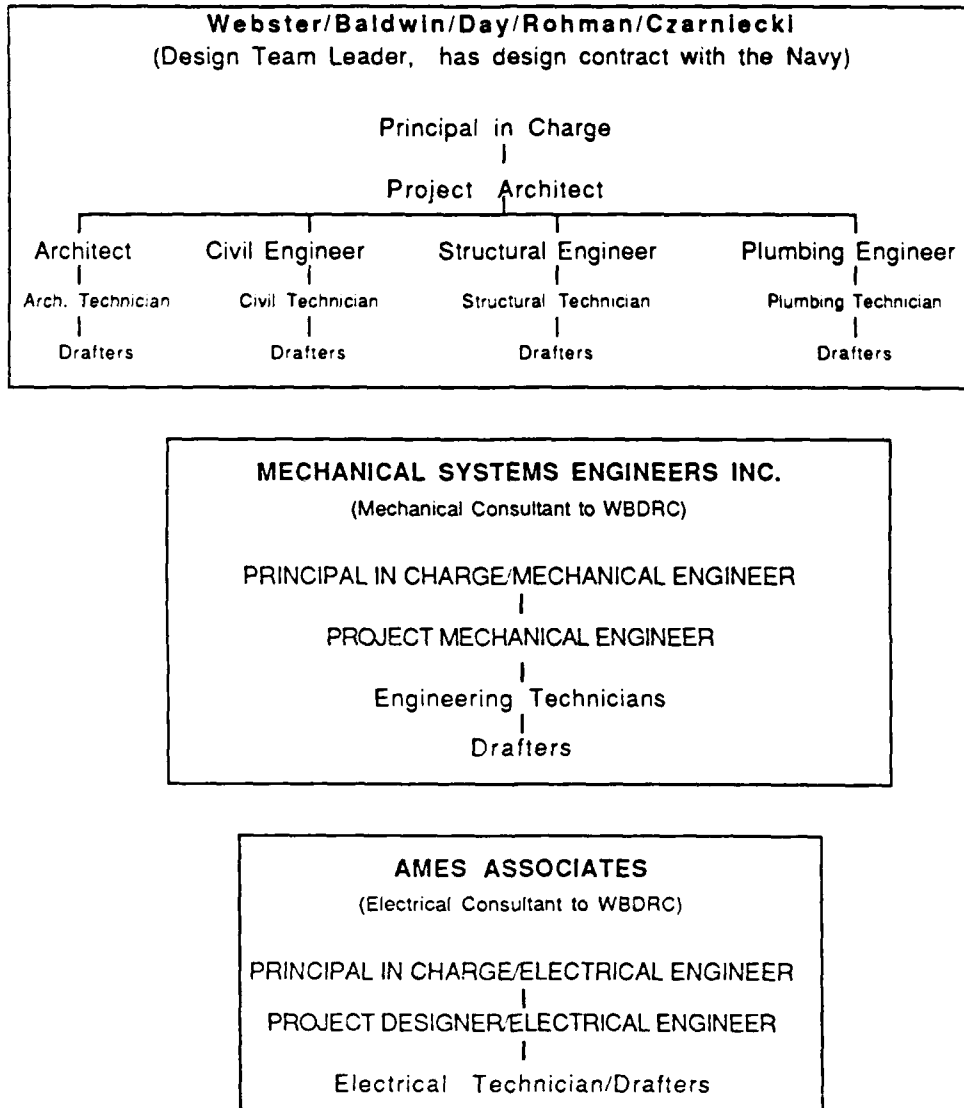 Webster/Baldwin/Day/Rohman/Czarniecki
(Design Team Leader, has design contract with the Navy)
Principal in Charge
Project Architect
Architect Civil Engineer Structural Engineer Plumbing Engineer
Arch. Technician Civil Technician Structural Technician Plumbing Technician
Drafters Drafters Drafters Drafters
MECHANICAL SYSTEMS ENGINEERS INC.
(Mechanical Consultant to WBDRC)
PRINCIPAL IN CHARGE/MECHANICAL ENGINEER
PROJECT MECHANICAL ENGINEER
Engineering Technicians
Drafters
AMES ASSOCIATES
(Electrical Consultant to WBDRC)
PRINCIPAL IN CHARGE/ELECTRICAL ENGINEER
PROJECT DESIGNER/ELECTRICAL ENGINEER
Electrical Technician/Drafters